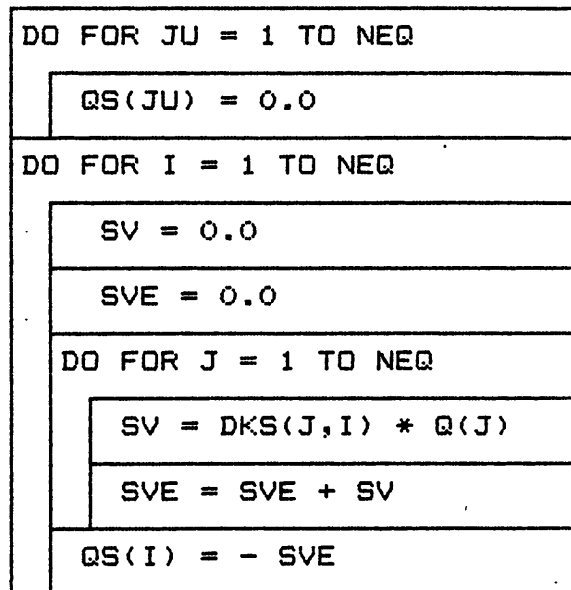 DO FOR JU = 1 TO NEQ
QS(JU) = 0.0
DO FOR I = 1 TO NEQ
SV = 0.0
SVE = 0.0
DO FOR J = 1 TO NEQ
SV = DKS(J,I) * Q(J)
SVE = SVE + SV
QS(I) = - SVE